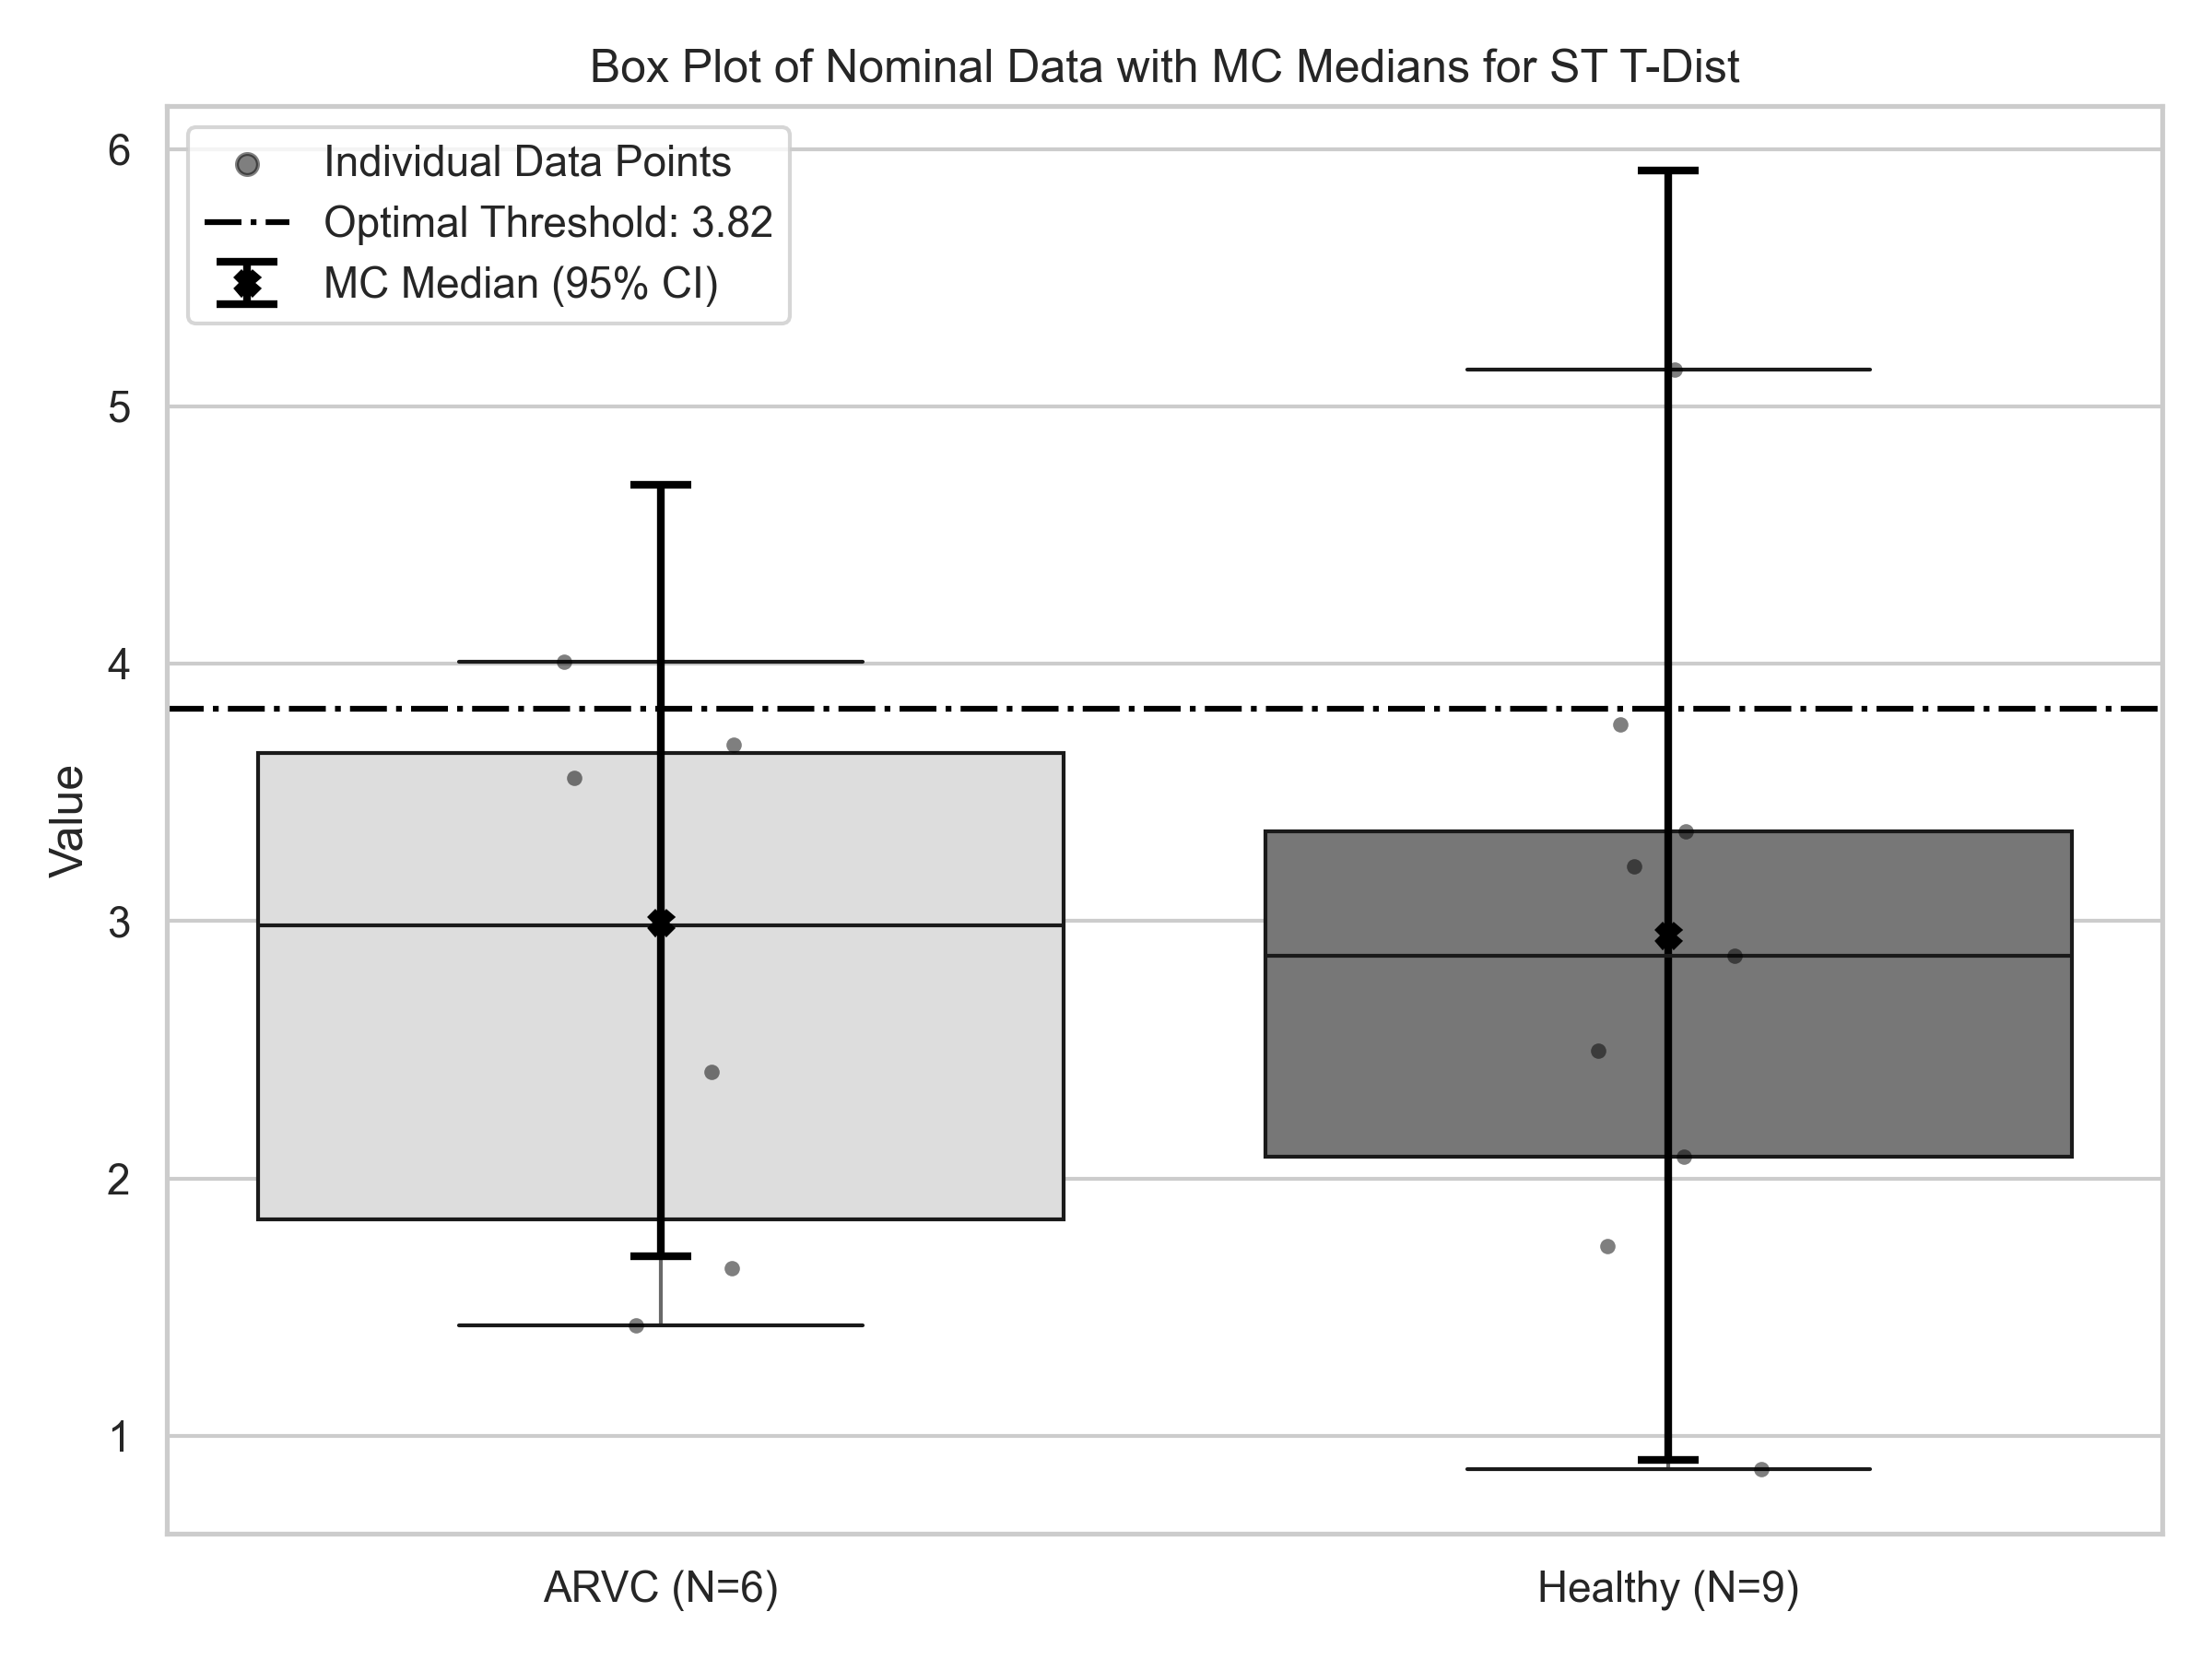 Box Plot of Nominal Data with MC Medians for ST T-Dist
Individual Data Points
Optimal Threshold: 3.82
MC Median (95% CI)
6
5
4
3
2
1
Value
ARVC (N=6)
Healthy (N=9)